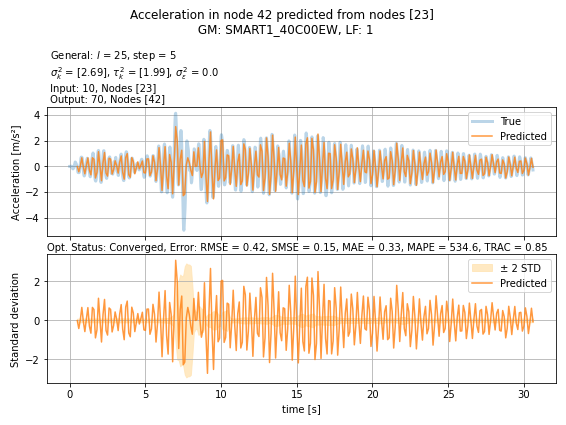 Acceleration in node 42 predicted from nodes [23]
GM: SMART1_40C00EW, LF: 1
General: l = 25, step = 5
σ²ₖ = [2.69], τ²ₖ = [1.99], σ²ε = 0.0
Input: 10, Nodes [23]
Output: 70, Nodes [42]
Acceleration [m/s²]
4
2
0
−2
−4
True
Predicted
Opt. Status: Converged, Error: RMSE = 0.42, SMSE = 0.15, MAE = 0.33, MAPE = 534.6, TRAC = 0.85
Standard deviation
2
0
−2
± 2 STD
Predicted
0 5 10 15 20 25 30
time [s]